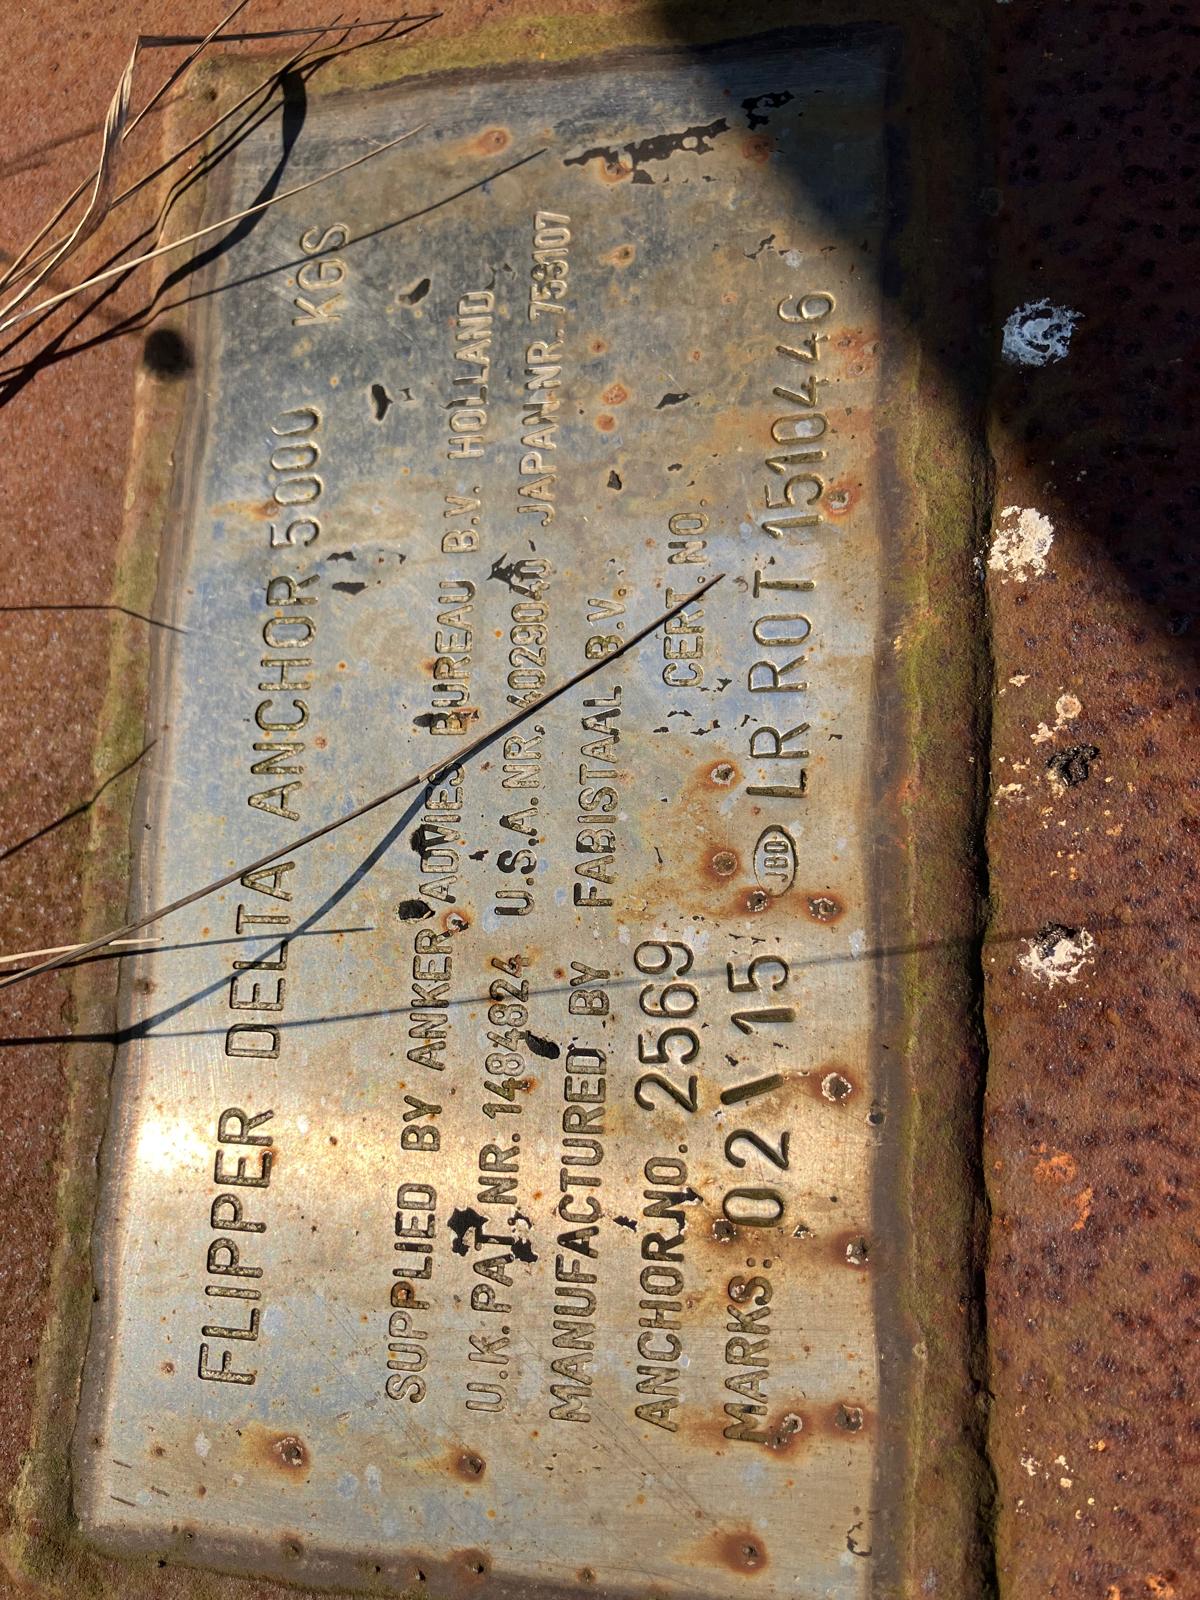 FLIPPER DELTA ANCHOR 5000 KGS
SUPPLIED BY ANKER ADVIES BUREAU B.V. HOLLAND
U.K. PAT. NR. 1484824 U.S.A. NR. 4029040 - JAPAN NR. 753107
MANUFACTURED BY FABISTAAL B.V.
ANCHOR.NO. 2569 CERT. NO.
MARKS: 02 \ 15 JBD LR ROT 1510446